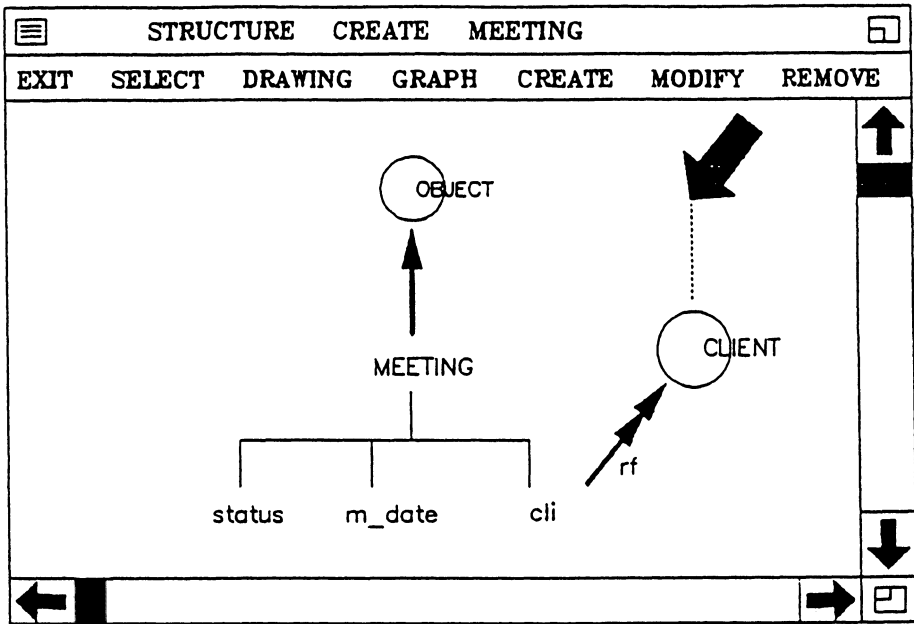 STRUCTURE CREATE MEETING
EXIT SELECT DRAWING GRAPH CREATE MODIFY REMOVE
OBJECT
CLIENT
MEETING
rf
status m_date cli